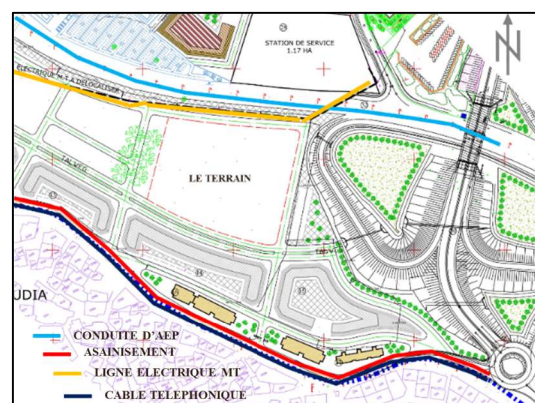 STATION DE SERVICE
1.17 HA
N
ELECTRIQUE M.T A DELOCALISER
LE TERRAIN
TALWEG
UDIA
CONDUITE D'AEP
ASAINISEMENT
LIGNE ELECTRIQUE MT
CABLE TELEPHONIQUE